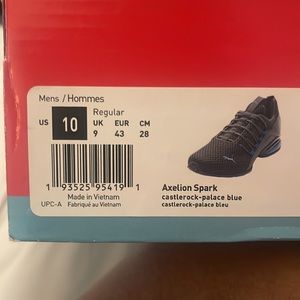 Mens / Hommes
Regular
US 10 UK EUR CM
9 43 28
1 93525 95419 1
Made in Vietnam
UPC-A Fabriqué au Vietnam
Axelion Spark
castlerock-palace blue
castlerock-palace bleu